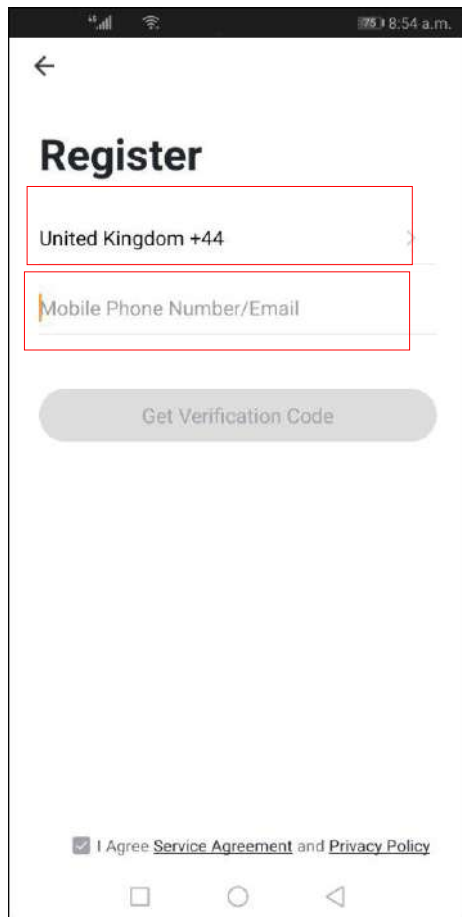 75 8:54 a.m.
Register
United Kingdom +44
Mobile Phone Number/Email
Get Verification Code
I Agree Service Agreement and Privacy Policy